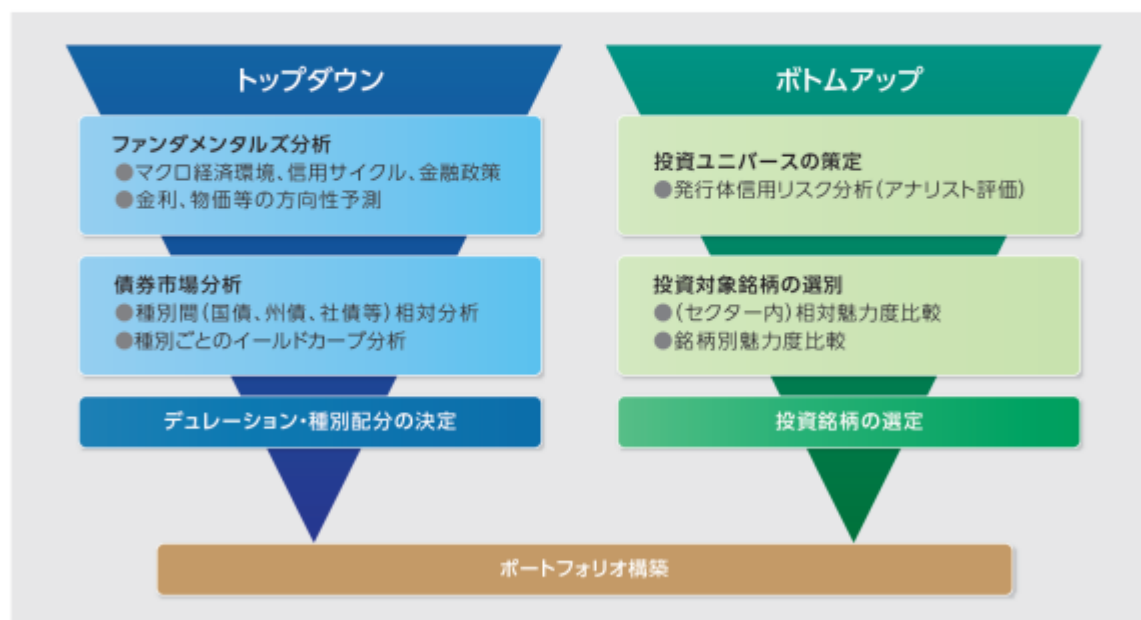 トップダウン
ファンダメンタルズ分析
●マクロ経済環境、信用サイクル、金融政策
●金利、物価等の方向性予測
債券市場分析
●種別間(国債、州債、社債等)相対分析
●種別ごとのイールドカーブ分析
デュレーション・種別配分の決定
ボトムアップ
投資ユニバースの策定
●発行体信用リスク分析(アナリスト評価)
投資対象銘柄の選別
●(セクター内)相対魅力度比較
●銘柄別魅力度比較
投資銘柄の選定
ポートフォリオ構築